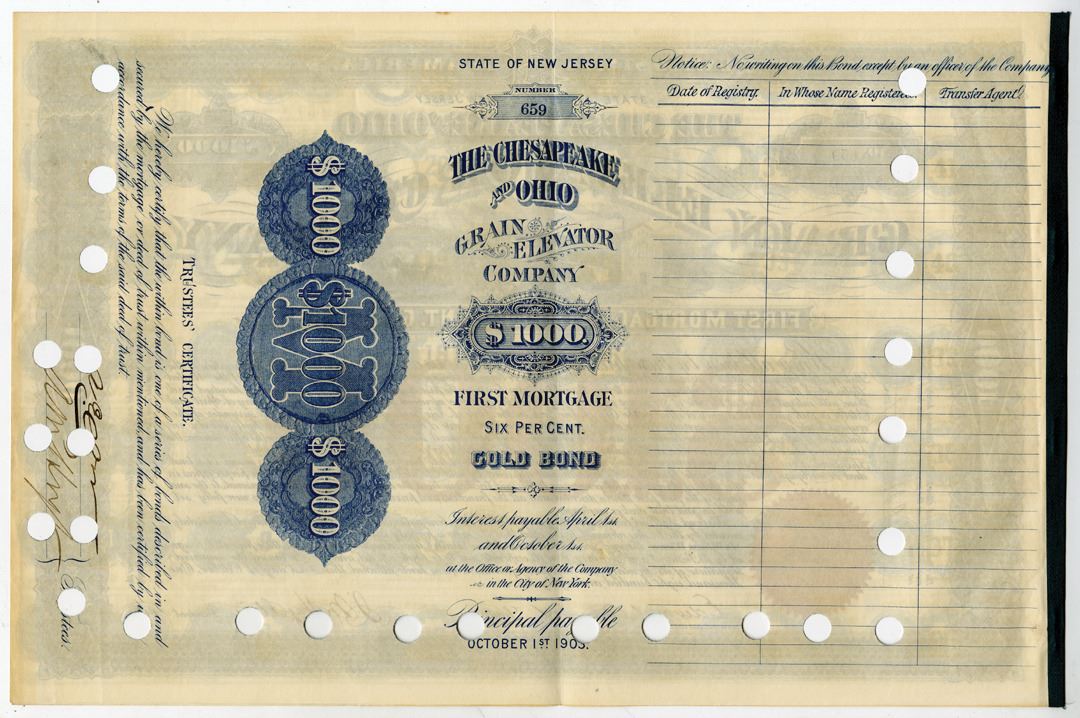 STATE OF NEW JERSEY
NUMBER
659
THE CHESAPEAKE
AND OHIO
GRAIN ELEVATOR
COMPANY
$1000.
FIRST MORTGAGE
SIX PER CENT.
GOLD BOND
Interest payable April 1st.
and October 1st.
at the Office or Agency of the Company
in the City of New York.
Principal payable
OCTOBER 1ST 1903.
Notice: No writing on this Bond except by an officer of the Company
Date of Registry.
In Whose Name Registered.
Transfer Agent.
$1000
$1000
$1000
TRUSTEES' CERTIFICATE.
We hereby certify that the within bond is one of a series of bonds described in and
secured by the mortgage or deed of trust within mentioned, and has been certified by us
accordance with the terms of the said deed of trust.